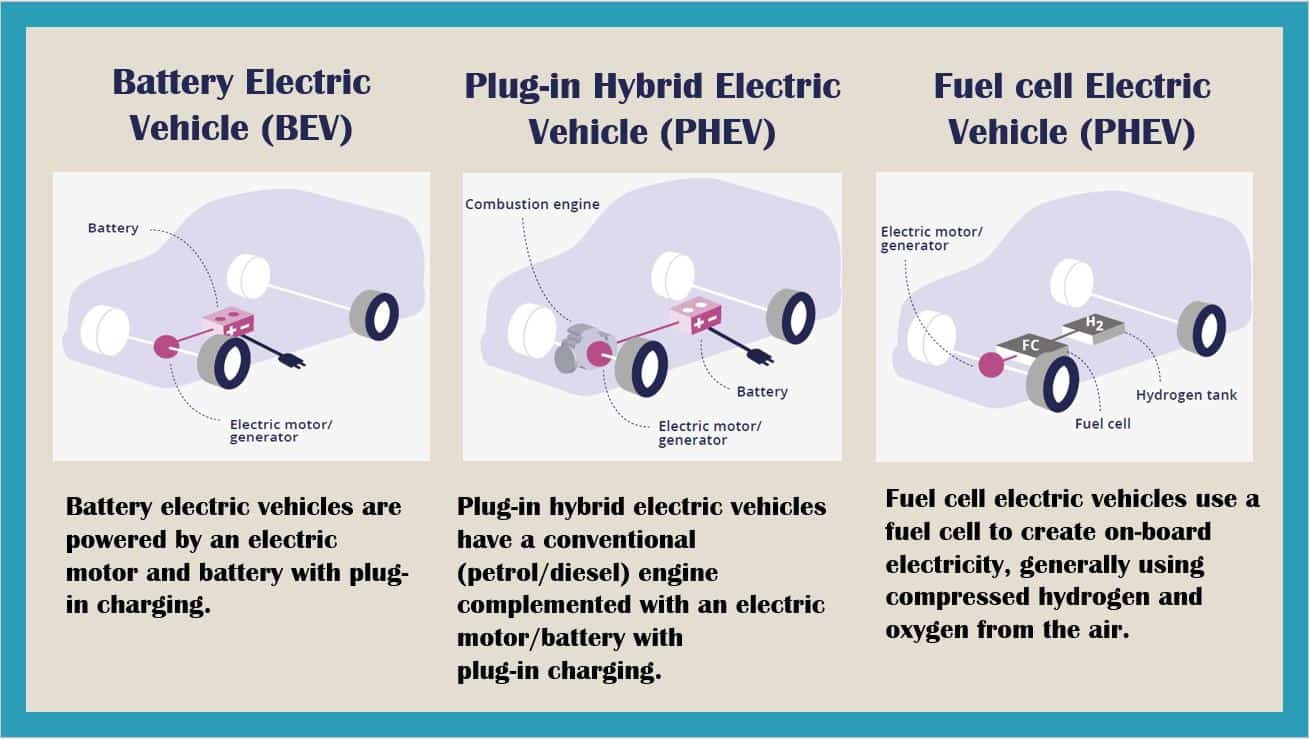 Battery Electric
Vehicle (BEV)
Battery
+ -
Electric motor/
generator
Battery electric vehicles are
powered by an electric
motor and battery with plug-
in charging.
Plug-in Hybrid Electric
Vehicle (PHEV)
Combustion engine
+ -
Battery
Electric motor/
generator
Plug-in hybrid electric vehicles
have a conventional
(petrol/diesel) engine
complemented with an electric
motor/battery with
plug-in charging.
Fuel cell Electric
Vehicle (PHEV)
Electric motor/
generator
H2
FC
Hydrogen tank
Fuel cell
Fuel cell electric vehicles use a
fuel cell to create on-board
electricity, generally using
compressed hydrogen and
oxygen from the air.